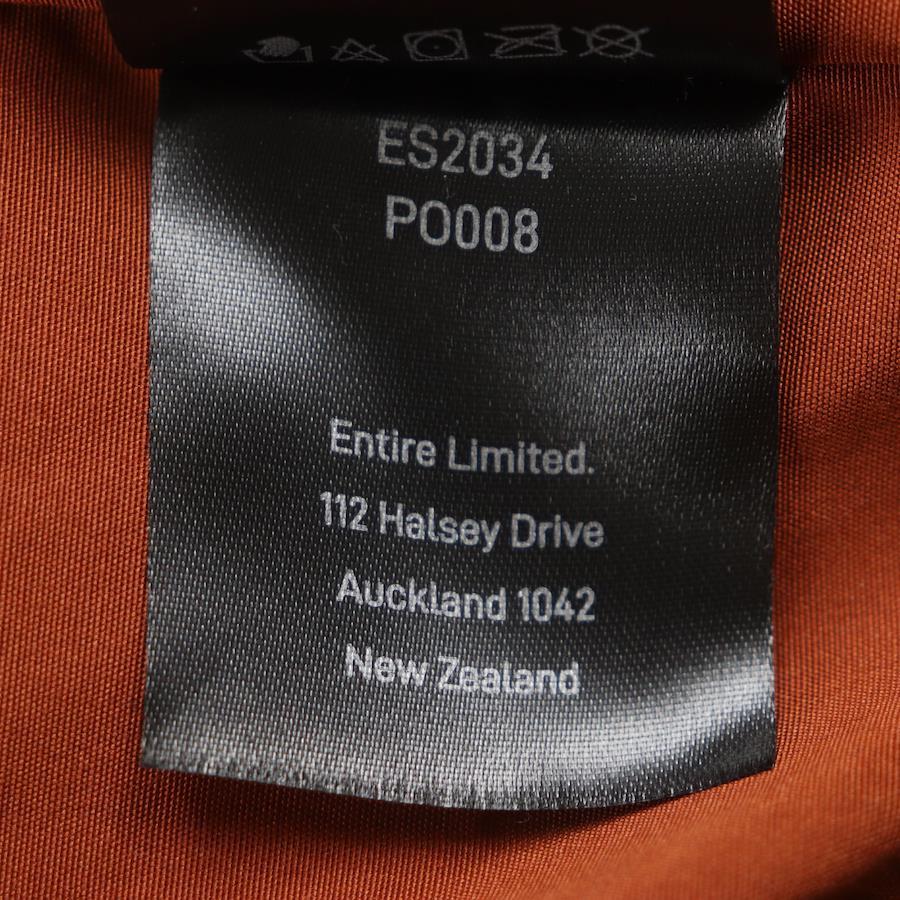 ES2034
PO008
Entire Limited.
112 Halsey Drive
Auckland 1042
New Zealand